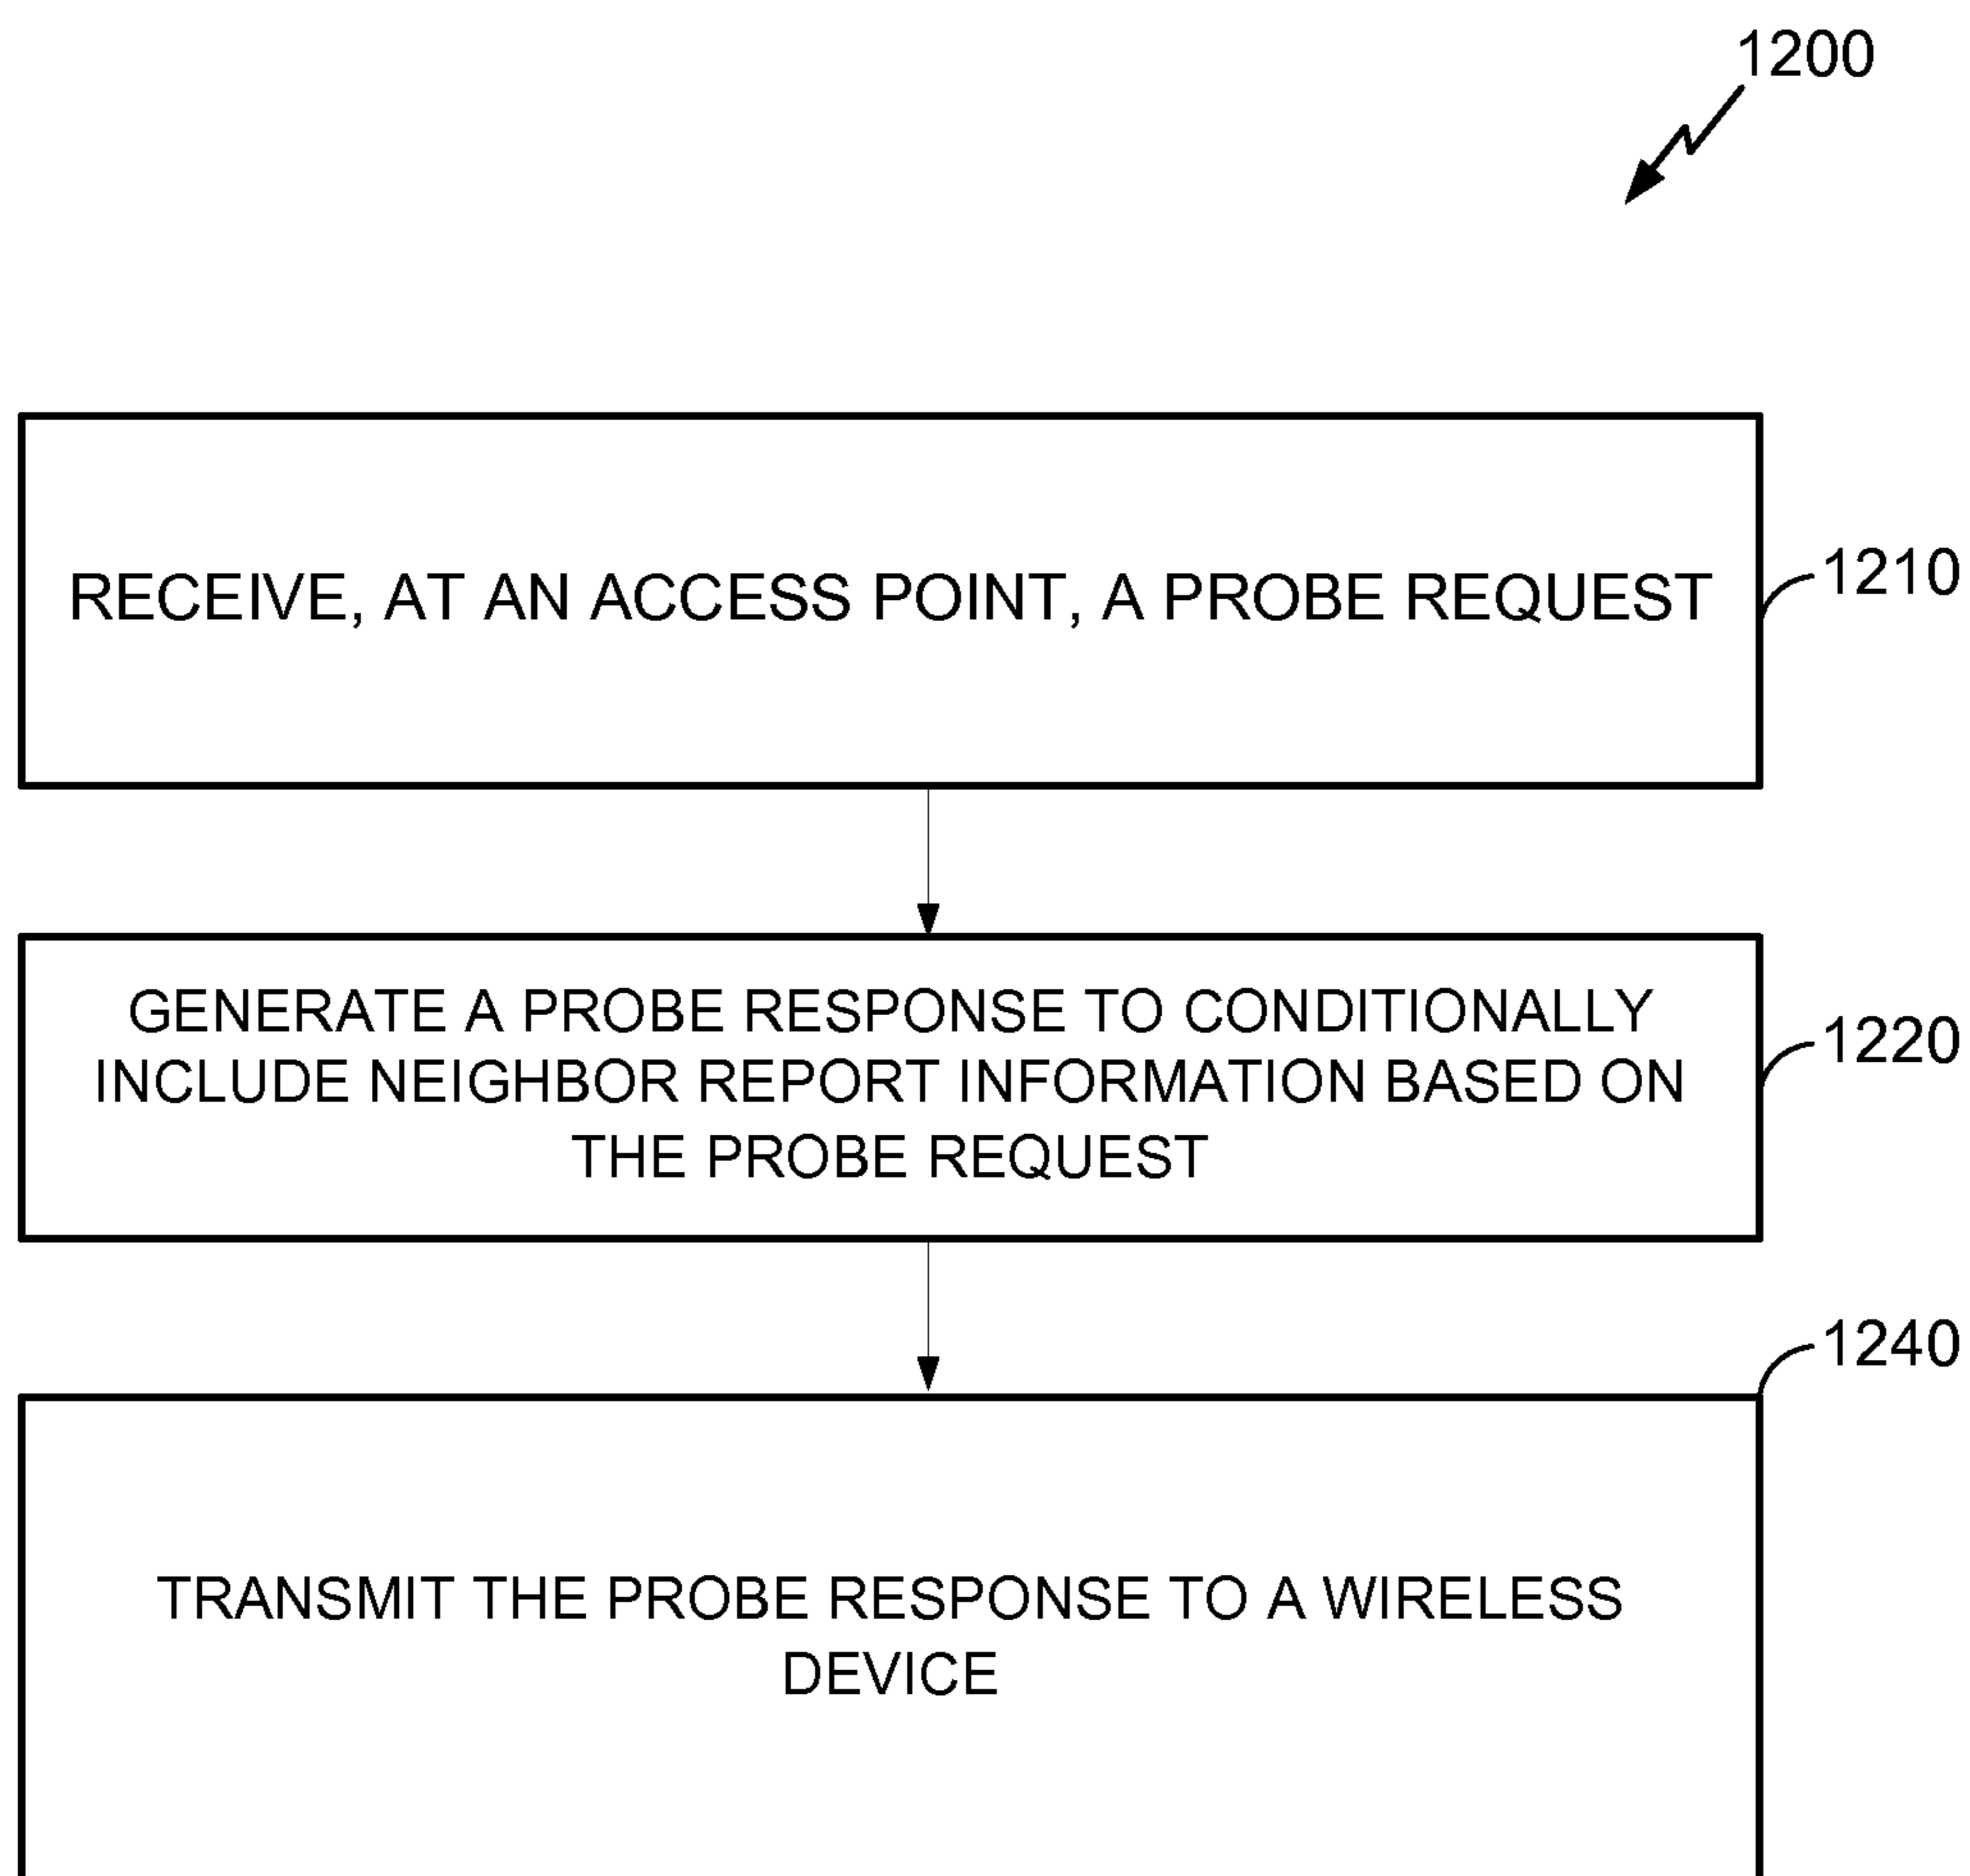 1200
RECEIVE, AT AN ACCESS POINT, A PROBE REQUEST
1210
GENERATE A PROBE RESPONSE TO CONDITIONALLY
INCLUDE NEIGHBOR REPORT INFORMATION BASED ON
THE PROBE REQUEST
1220
1240
TRANSMIT THE PROBE RESPONSE TO A WIRELESS
DEVICE